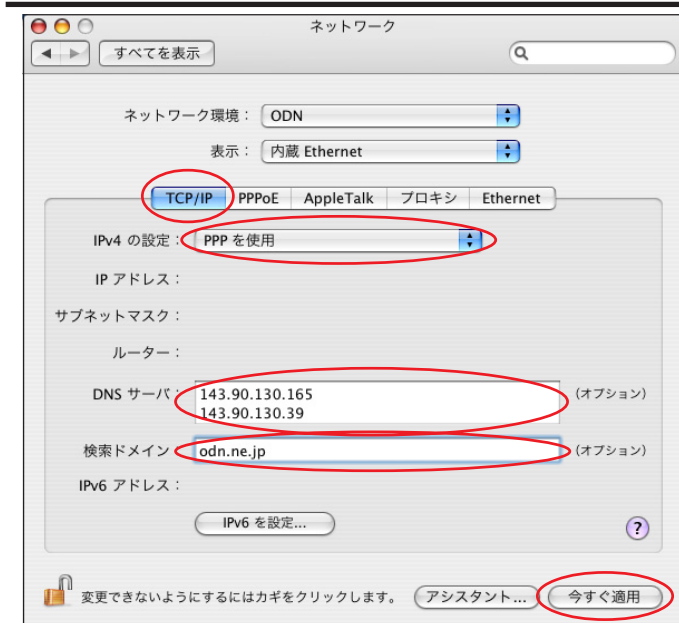 ネットワーク
すべてを表示
ネットワーク環境： ODN
表示： 内蔵 Ethernet
TCP/IP PPPoE AppleTalk プロキシ Ethernet
IPv4 の設定： PPP を使用
IP アドレス：
サブネットマスク：
ルーター：
DNS サーバ： 143.90.130.165 (オプション)
143.90.130.39
検索ドメイン： odn.ne.jp (オプション)
IPv6 アドレス：
IPv6 を設定...
?
変更できないようにするにはカギをクリックします。 アシスタント... 今すぐ適用